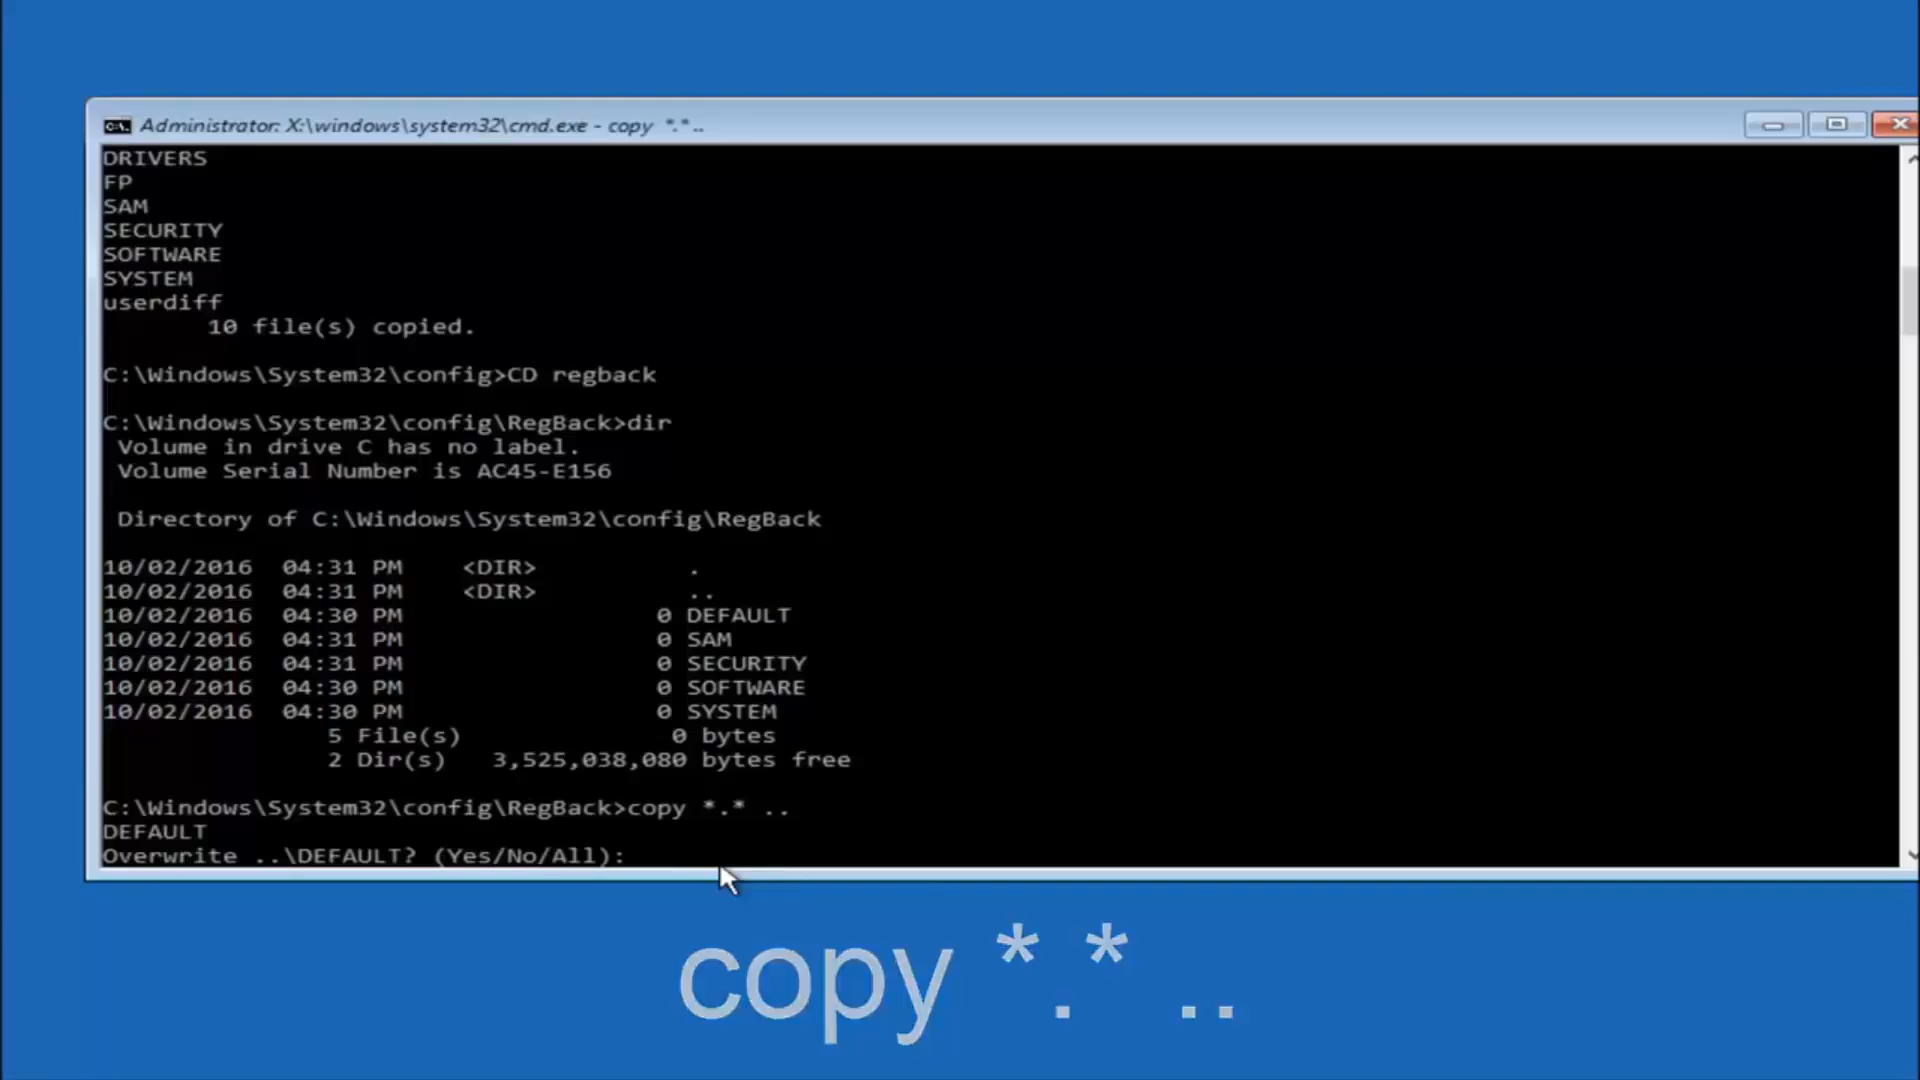 Administrator: X:\windows\system32\cmd.exe - copy *.* ..
DRIVERS
FP
SAM
SECURITY
SOFTWARE
SYSTEM
userdiff
10 file(s) copied.
C:\Windows\System32\config>CD regback
C:\Windows\System32\config\RegBack>dir
Volume in drive C has no label.
Volume Serial Number is AC45-E156
Directory of C:\Windows\System32\config\RegBack
10/02/2016 04:31 PM <DIR> .
10/02/2016 04:31 PM <DIR> ..
10/02/2016 04:30 PM 0 DEFAULT
10/02/2016 04:31 PM 0 SAM
10/02/2016 04:31 PM 0 SECURITY
10/02/2016 04:30 PM 0 SOFTWARE
10/02/2016 04:30 PM 0 SYSTEM
5 File(s) 0 bytes
2 Dir(s) 3,525,038,080 bytes free
C:\Windows\System32\config\RegBack>copy *.* ..
DEFAULT
Overwrite ..\DEFAULT? (Yes/No/All):
copy *.* ..